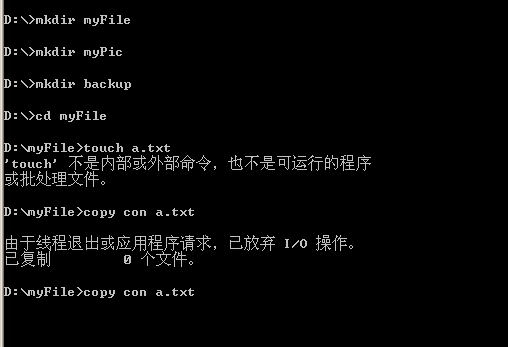 D:\>mkdir myFile
D:\>mkdir myPic
D:\>mkdir backup
D:\>cd myFile
D:\myFile>touch a.txt
'touch' 不是内部或外部命令，也不是可运行的程序
或批处理文件。
D:\myFile>copy con a.txt
由于线程退出或应用程序请求，已放弃 I/O 操作。
已复制         0 个文件。
D:\myFile>copy con a.txt